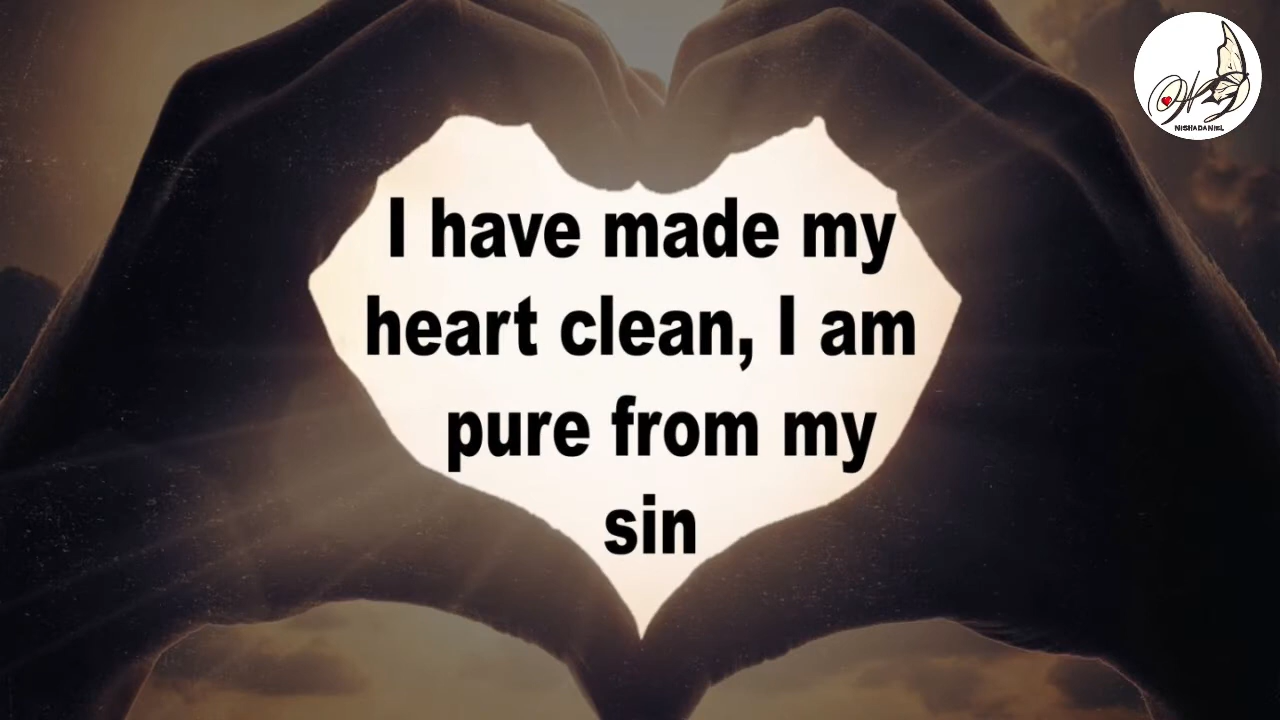 I have made my
heart clean, I am
pure from my
sin
NISHADANIEL